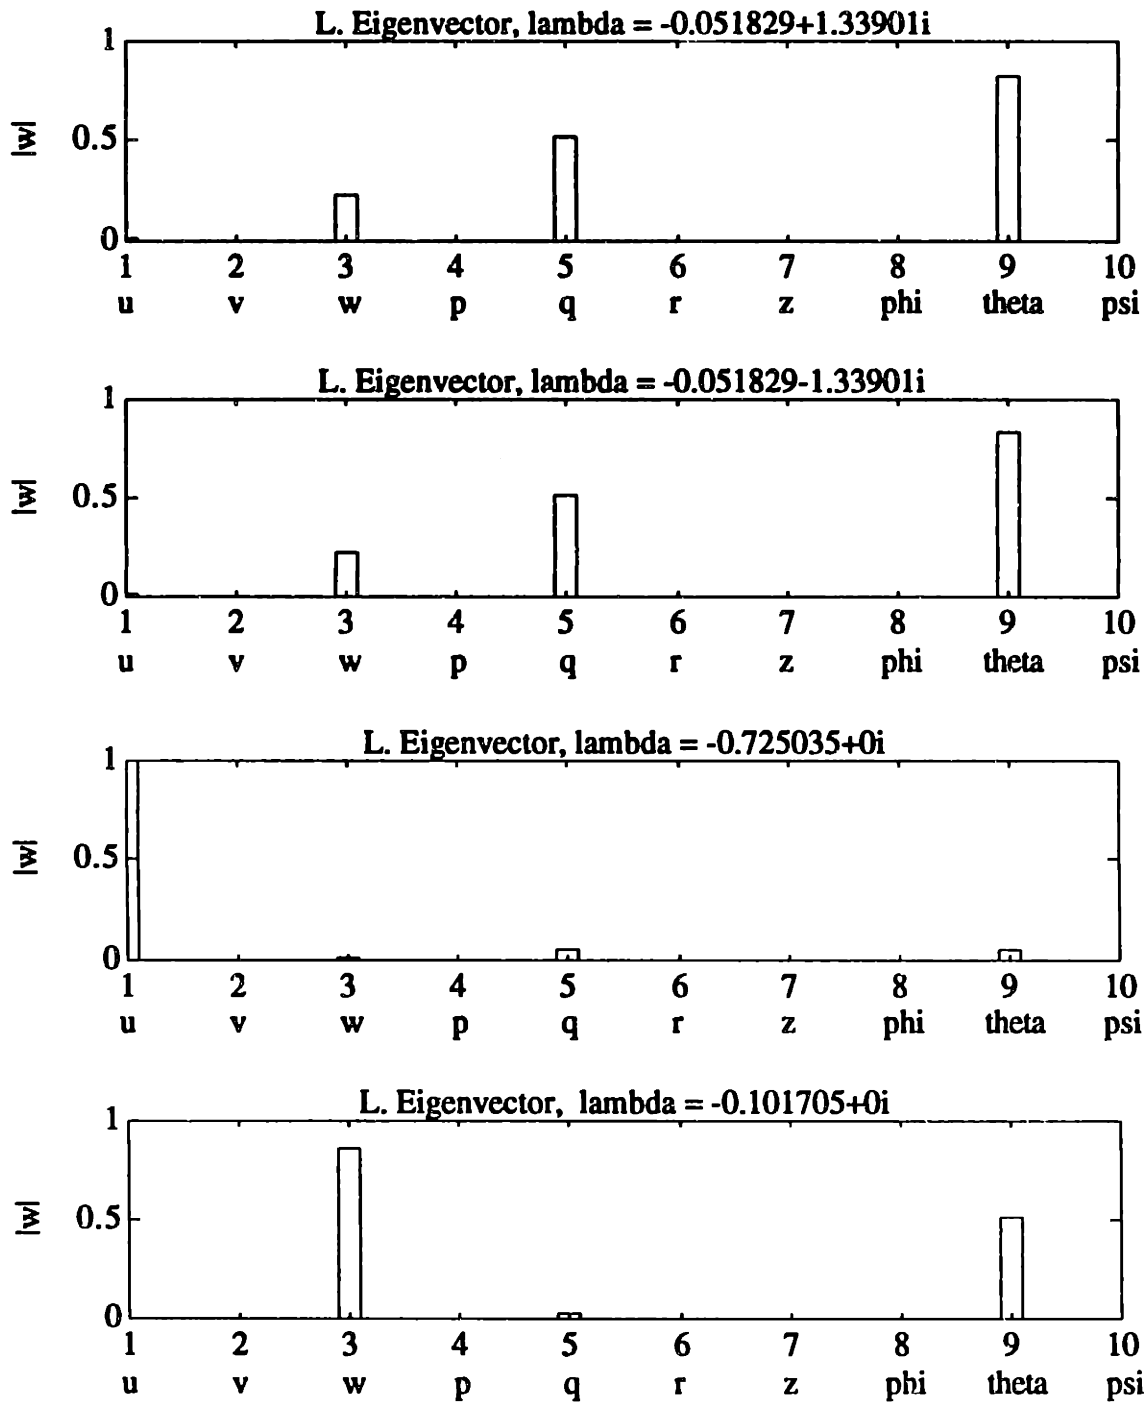 L. Eigenvector, lambda = -0.051829+1.33901i
1
|w|
0.5
0
1 2 3 4 5 6 7 8 9 10
u v w p q r z phi theta psi
L. Eigenvector, lambda = -0.051829-1.33901i
1
|w|
0.5
0
1 2 3 4 5 6 7 8 9 10
u v w p q r z phi theta psi
L. Eigenvector, lambda = -0.725035+0i
1
|w|
0.5
0
1 2 3 4 5 6 7 8 9 10
u v w p q r z phi theta psi
L. Eigenvector, lambda = -0.101705+0i
1
|w|
0.5
0
1 2 3 4 5 6 7 8 9 10
u v w p q r z phi theta psi